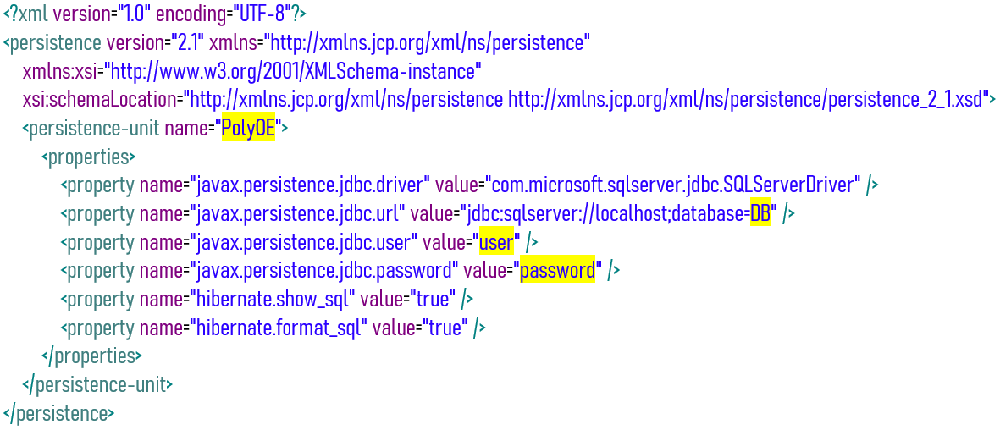 <?xml version="1.0" encoding="UTF-8"?>
<persistence version="2.1" xmlns="http://xmlns.jcp.org/xml/ns/persistence"
xmlns:xsi="http://www.w3.org/2001/XMLSchema-instance"
xsi:schemaLocation="http://xmlns.jcp.org/xml/ns/persistence http://xmlns.jcp.org/xml/ns/persistence/persistence_2_1.xsd">
<persistence-unit name="PolyOE">
<properties>
<property name="javax.persistence.jdbc.driver" value="com.microsoft.sqlserver.jdbc.SQLServerDriver" />
<property name="javax.persistence.jdbc.url" value="jdbc:sqlserver://localhost;database=DB" />
<property name="javax.persistence.jdbc.user" value="user" />
<property name="javax.persistence.jdbc.password" value="password" />
<property name="hibernate.show_sql" value="true" />
<property name="hibernate.format_sql" value="true" />
</properties>
</persistence-unit>
</persistence>